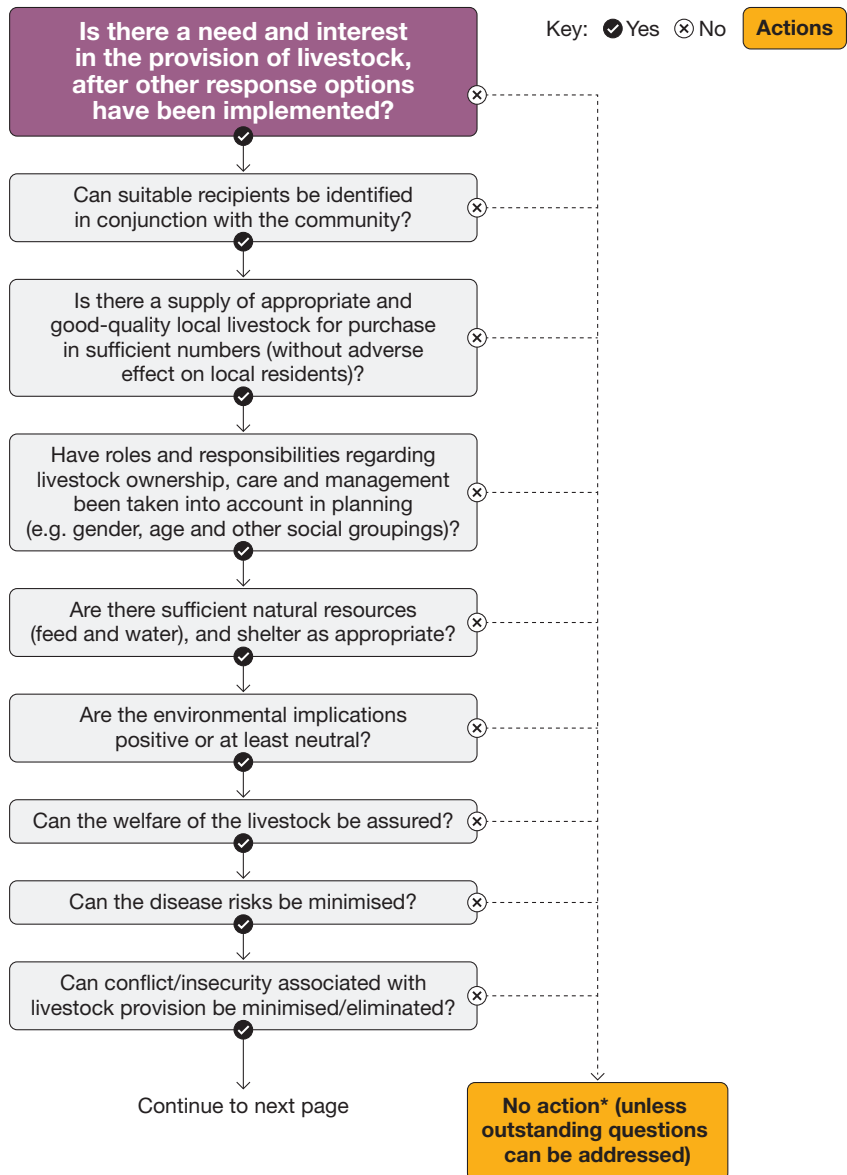 Is there a need and interest
in the provision of livestock,
after other response options
have been implemented?
Key: Yes No Actions
Can suitable recipients be identified
in conjunction with the community?
Is there a supply of appropriate and
good-quality local livestock for purchase
in sufficient numbers (without adverse
effect on local residents)?
Have roles and responsibilities regarding
livestock ownership, care and management
been taken into account in planning
(e.g. gender, age and other social groupings)?
Are there sufficient natural resources
(feed and water), and shelter as appropriate?
Are the environmental implications
positive or at least neutral?
Can the welfare of the livestock be assured?
Can the disease risks be minimised?
Can conflict/insecurity associated with
livestock provision be minimised/eliminated?
Continue to next page
No action* (unless
outstanding questions
can be addressed)